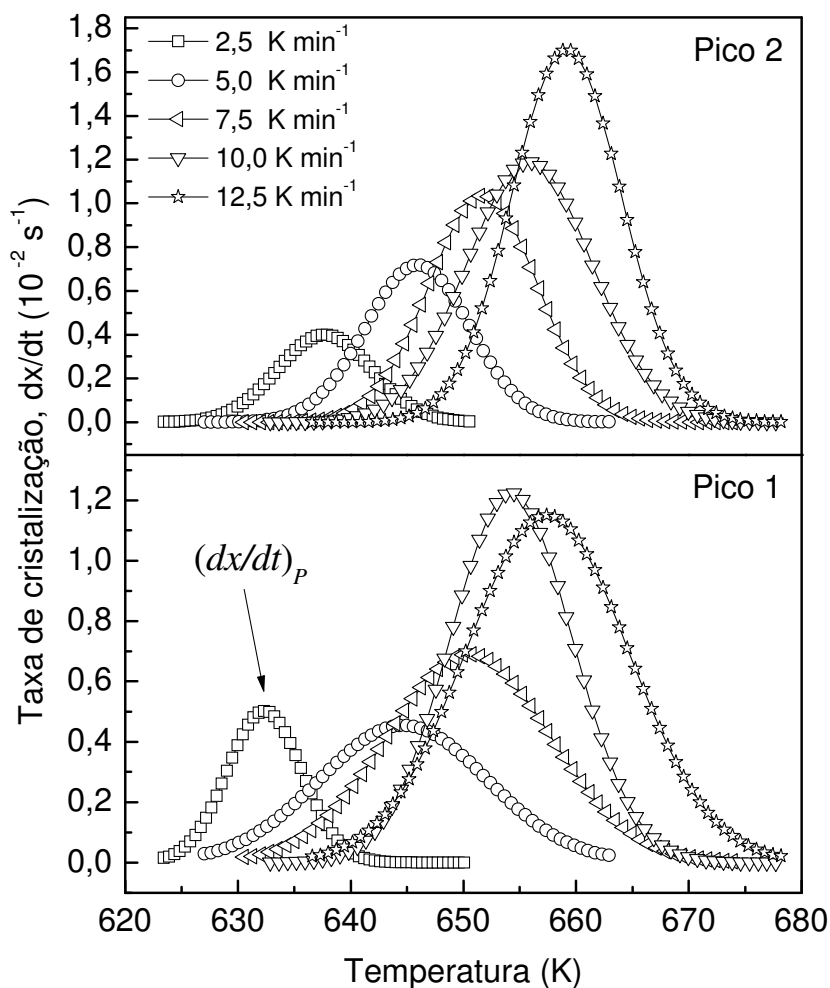 Taxa de cristalização, dx/dt (10⁻² s⁻¹)
1,8
1,6
1,4
1,2
1,0
0,8
0,6
0,4
0,2
0,0
2,5 K min⁻¹
5,0 K min⁻¹
7,5 K min⁻¹
10,0 K min⁻¹
12,5 K min⁻¹
Pico 2
1,2
1,0
0,8
0,6
0,4
0,2
0,0
Pico 1
(dx/dt)P
620 630 640 650 660 670 680
Temperatura (K)